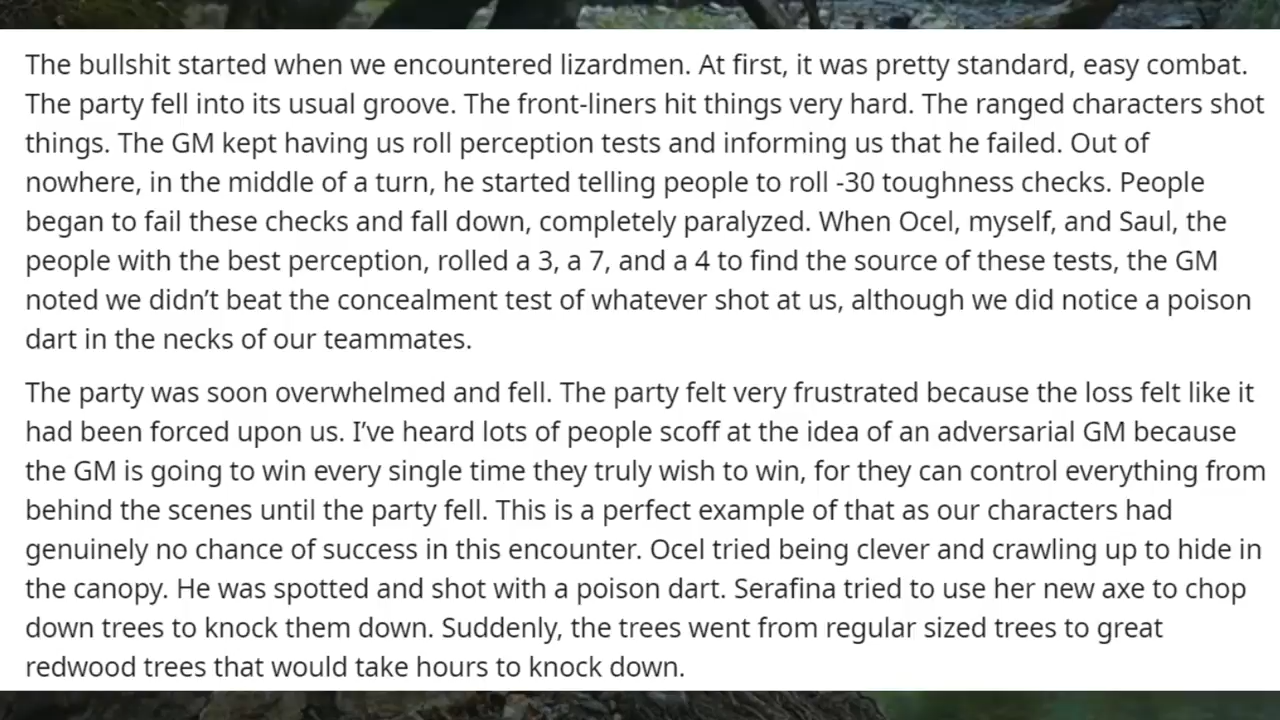 The bullshit started when we encountered lizardmen. At first, it was pretty standard, easy combat.
The party fell into its usual groove. The front-liners hit things very hard. The ranged characters shot
things. The GM kept having us roll perception tests and informing us that he failed. Out of
nowhere, in the middle of a turn, he started telling people to roll -30 toughness checks. People
began to fail these checks and fall down, completely paralyzed. When Ocel, myself, and Saul, the
people with the best perception, rolled a 3, a 7, and a 4 to find the source of these tests, the GM
noted we didn’t beat the concealment test of whatever shot at us, although we did notice a poison
dart in the necks of our teammates.
The party was soon overwhelmed and fell. The party felt very frustrated because the loss felt like it
had been forced upon us. I’ve heard lots of people scoff at the idea of an adversarial GM because
the GM is going to win every single time they truly wish to win, for they can control everything from
behind the scenes until the party fell. This is a perfect example of that as our characters had
genuinely no chance of success in this encounter. Ocel tried being clever and crawling up to hide in
the canopy. He was spotted and shot with a poison dart. Serafina tried to use her new axe to chop
down trees to knock them down. Suddenly, the trees went from regular sized trees to great
redwood trees that would take hours to knock down.